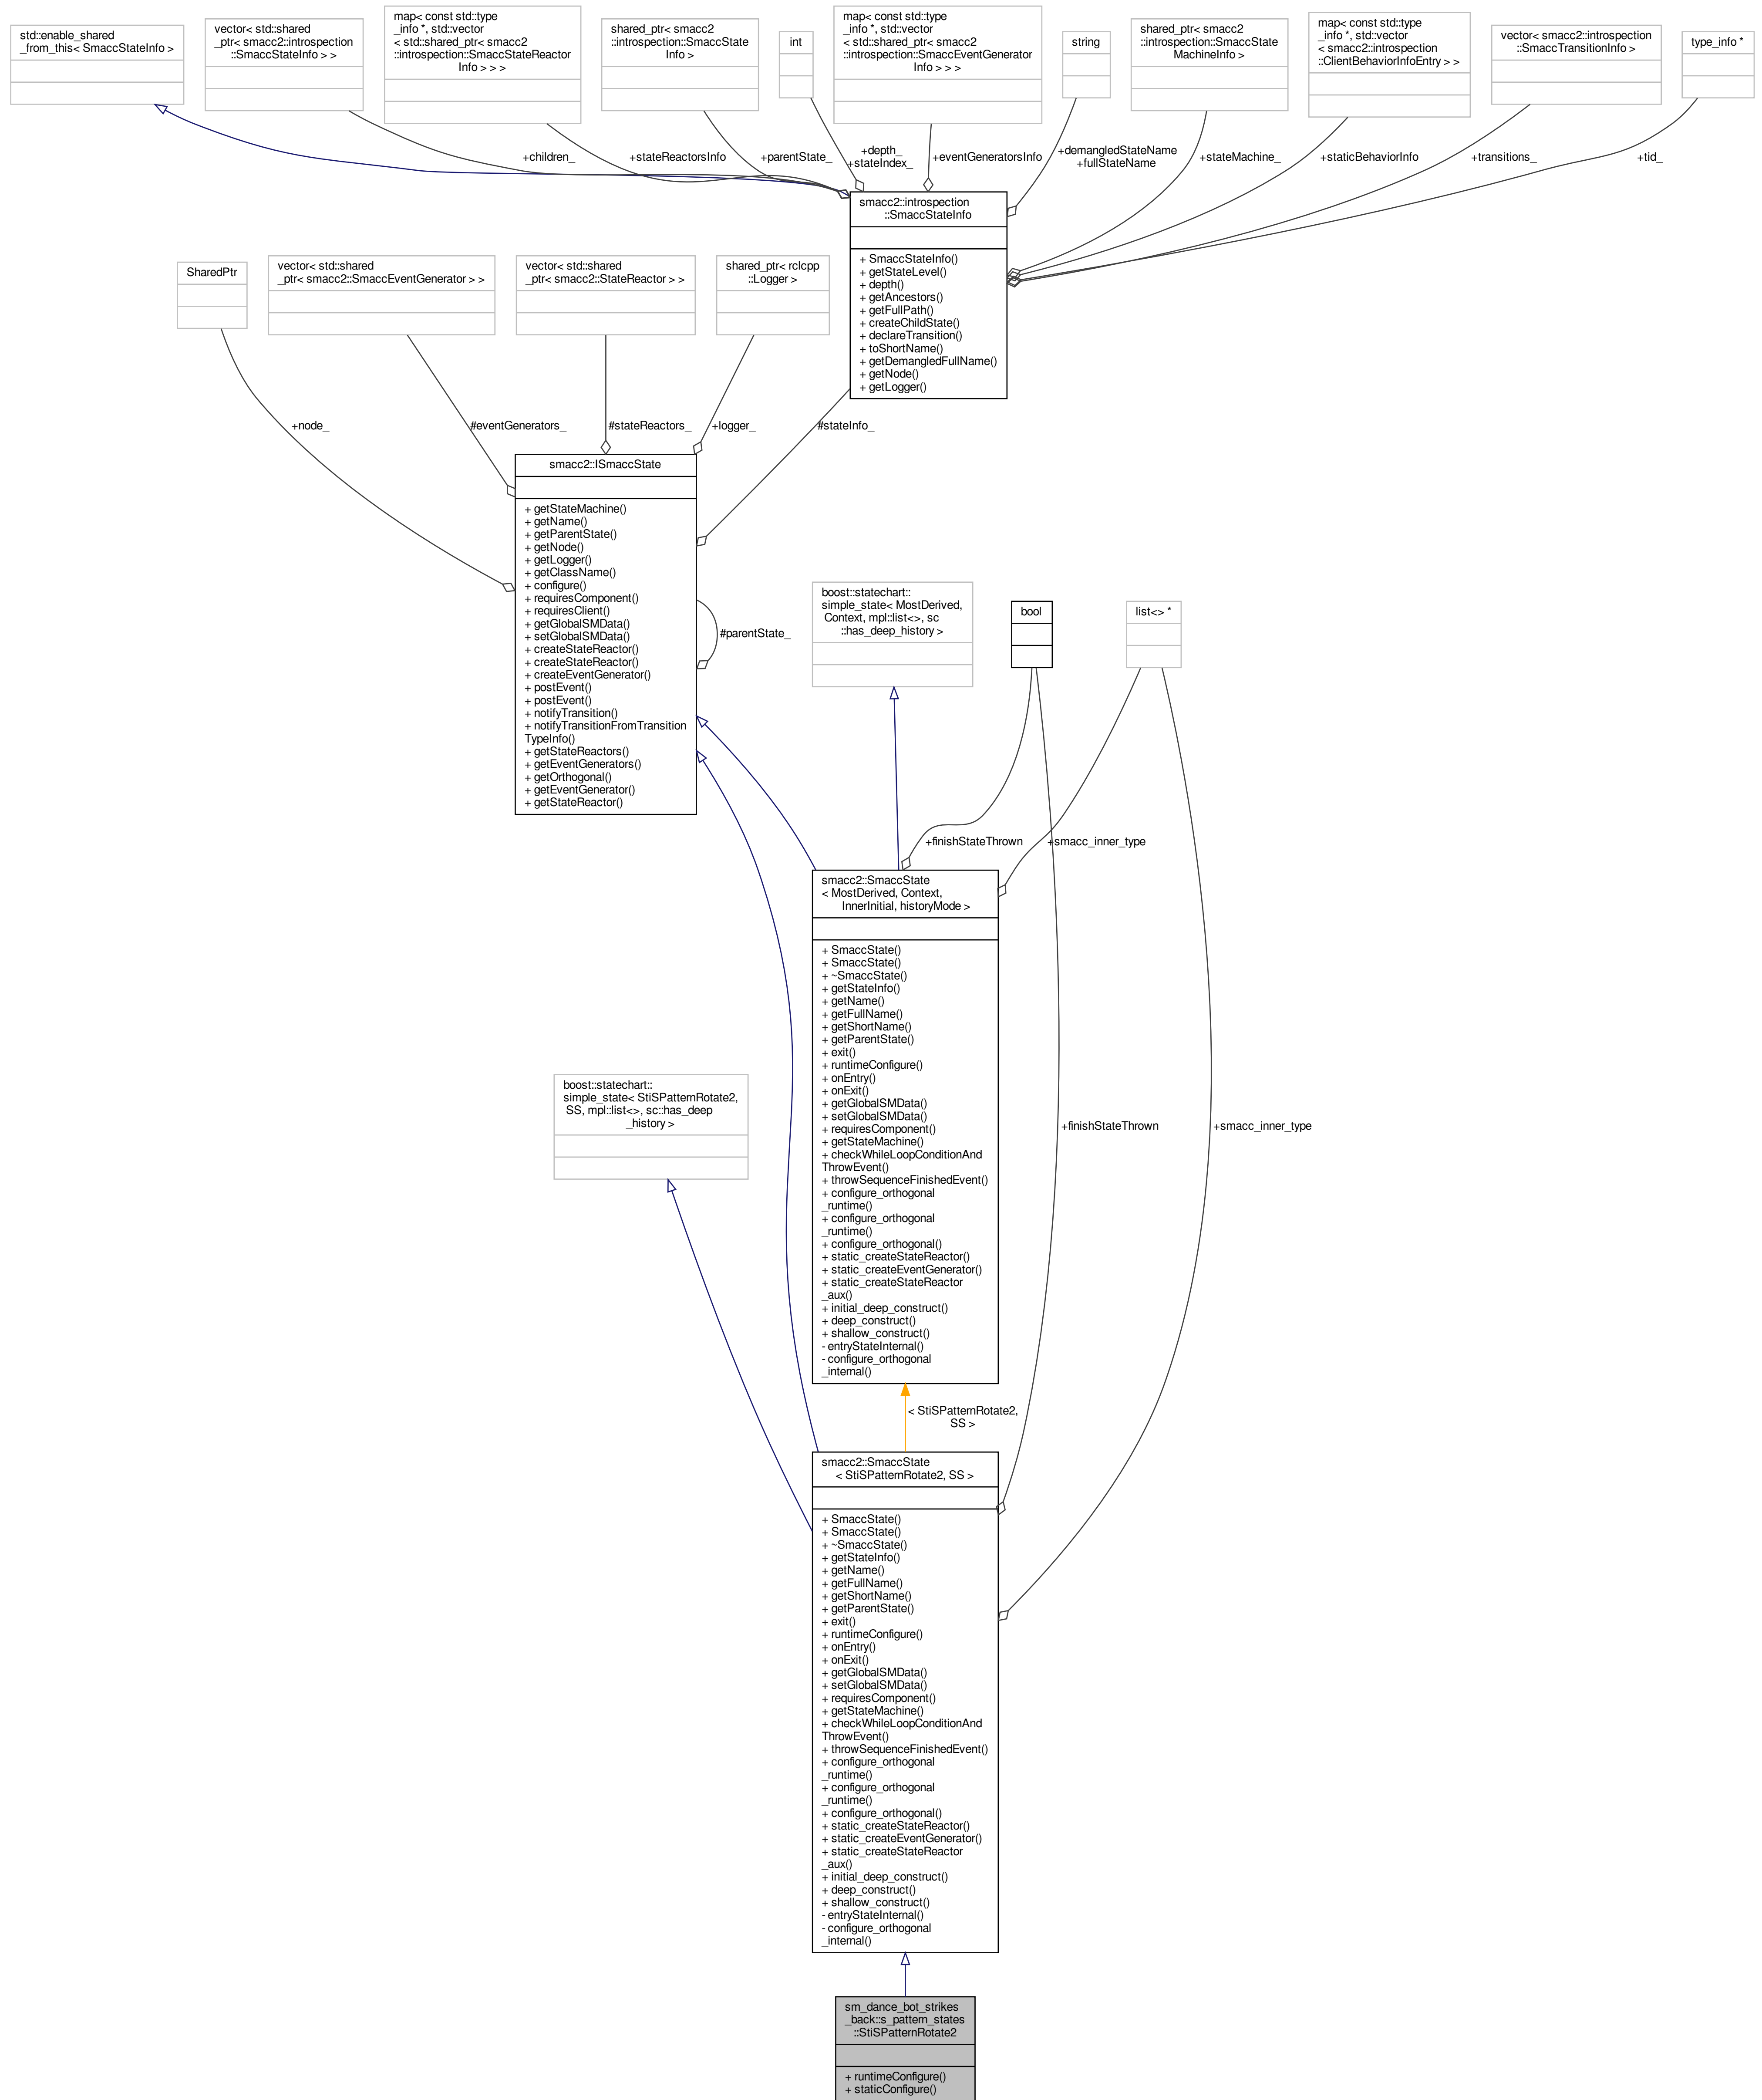 std::enable_shared
_from_this< SmaccStateInfo >
vector< std::shared
_ptr< smacc2::introspection
::SmaccStateInfo > >
map< const std::type
_info *, std::vector
< std::shared_ptr< smacc2
::introspection::SmaccStateReactor
Info > > >
shared_ptr< smacc2
::introspection::SmaccState
Info >
int
map< const std::type
_info *, std::vector
< std::shared_ptr< smacc2
::introspection::SmaccEventGenerator
Info > > >
string
shared_ptr< smacc2
::introspection::SmaccState
MachineInfo >
map< const std::type
_info *, std::vector
< smacc2::introspection
::ClientBehaviorInfoEntry > >
vector< smacc2::introspection
::SmaccTransitionInfo >
type_info *
+children_
+stateReactorsInfo
+parentState_
+depth_
+stateIndex_
+eventGeneratorsInfo
+demangledStateName
+fullStateName
+stateMachine_
+staticBehaviorInfo
+transitions_
+tid_
smacc2::introspection
::SmaccStateInfo
+ SmaccStateInfo()
+ getStateLevel()
+ depth()
+ getAncestors()
+ getFullPath()
+ createChildState()
+ declareTransition()
+ toShortName()
+ getDemangledFullName()
+ getNode()
+ getLogger()
SharedPtr
vector< std::shared
_ptr< smacc2::SmaccEventGenerator > >
vector< std::shared
_ptr< smacc2::StateReactor > >
shared_ptr< rclcpp
::Logger >
+node_
#eventGenerators_
#stateReactors_
+logger_
#stateInfo_
smacc2::ISmaccState
+ getStateMachine()
+ getName()
+ getParentState()
+ getNode()
+ getLogger()
+ getClassName()
+ configure()
+ requiresComponent()
+ requiresClient()
+ getGlobalSMData()
+ setGlobalSMData()
+ createStateReactor()
+ createStateReactor()
+ createEventGenerator()
+ postEvent()
+ postEvent()
+ notifyTransition()
+ notifyTransitionFromTransition
TypeInfo()
+ getStateReactors()
+ getEventGenerators()
+ getOrthogonal()
+ getEventGenerator()
+ getStateReactor()
#parentState_
boost::statechart::
simple_state< MostDerived,
Context, mpl::list<>, sc
::has_deep_history >
bool
list<> *
+finishStateThrown
+smacc_inner_type
smacc2::SmaccState
< MostDerived, Context,
InnerInitial, historyMode >
+ SmaccState()
+ SmaccState()
+ ~SmaccState()
+ getStateInfo()
+ getName()
+ getFullName()
+ getShortName()
+ getParentState()
+ exit()
+ runtimeConfigure()
+ onEntry()
+ onExit()
+ getGlobalSMData()
+ setGlobalSMData()
+ requiresComponent()
+ getStateMachine()
+ checkWhileLoopConditionAnd
ThrowEvent()
+ throwSequenceFinishedEvent()
+ configure_orthogonal
_runtime()
+ configure_orthogonal
_runtime()
+ configure_orthogonal()
+ static_createStateReactor()
+ static_createEventGenerator()
+ static_createStateReactor
_aux()
+ initial_deep_construct()
+ deep_construct()
+ shallow_construct()
- entryStateInternal()
- configure_orthogonal
_internal()
boost::statechart::
simple_state< StiSPatternRotate2,
SS, mpl::list<>, sc::has_deep
_history >
+finishStateThrown
+smacc_inner_type
< StiSPatternRotate2,
SS >
smacc2::SmaccState
< StiSPatternRotate2, SS >
+ SmaccState()
+ SmaccState()
+ ~SmaccState()
+ getStateInfo()
+ getName()
+ getFullName()
+ getShortName()
+ getParentState()
+ exit()
+ runtimeConfigure()
+ onEntry()
+ onExit()
+ getGlobalSMData()
+ setGlobalSMData()
+ requiresComponent()
+ getStateMachine()
+ checkWhileLoopConditionAnd
ThrowEvent()
+ throwSequenceFinishedEvent()
+ configure_orthogonal
_runtime()
+ configure_orthogonal
_runtime()
+ configure_orthogonal()
+ static_createStateReactor()
+ static_createEventGenerator()
+ static_createStateReactor
_aux()
+ initial_deep_construct()
+ deep_construct()
+ shallow_construct()
- entryStateInternal()
- configure_orthogonal
_internal()
sm_dance_bot_strikes
_back::s_pattern_states
::StiSPatternRotate2
+ runtimeConfigure()
+ staticConfigure()